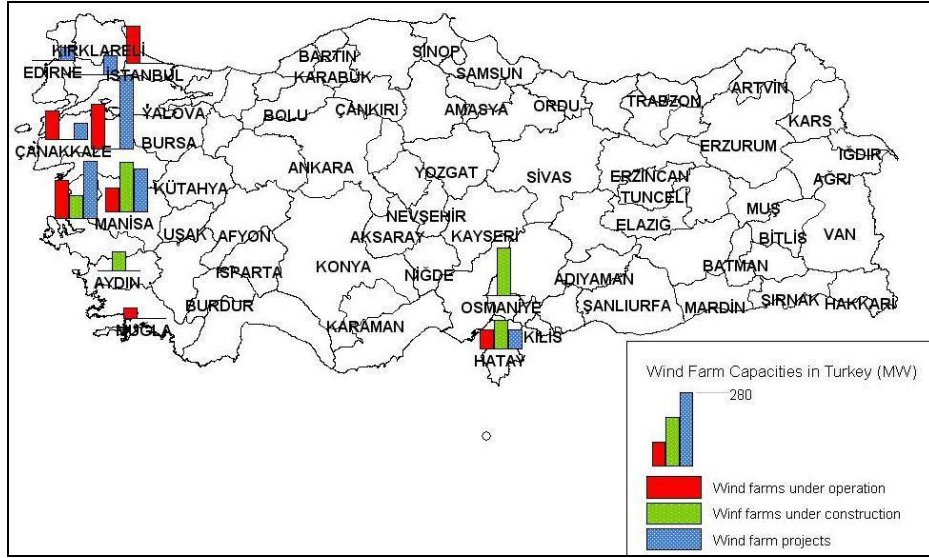 KIRKLARELİ
EDİRNE
İSTANBUL
BARTIN
KARABÜK
SİNOP
SAMSUN
ARTVİN
YALOVA
BOLU
ÇANKIRI
AMASYA
ORDU
TRABZON
KARS
ÇANAKKALE
BURSA
ANKARA
YOZGAT
SİVAS
ERZİNCAN
ERZURUM
IĞDIR
AĞRI
KÜTAHYA
TUNCELİ
MANİSA
UŞAK
AFYON
AKSARAY
NEVŞEHİR
KAYSERİ
ELAZIĞ
MUŞ
BİTLİS
VAN
AYDIN
ISPARTA
KONYA
NİĞDE
ADIYAMAN
BATMAN
BURDUR
OSMANİYE
ŞANLIURFA
MARDİN
ŞIRNAK
HAKKARİ
MUĞLA
KARAMAN
KİLİS
HATAY
Wind Farm Capacities in Turkey (MW)
280
Wind farms under operation
Winf farms under construction
Wind farm projects